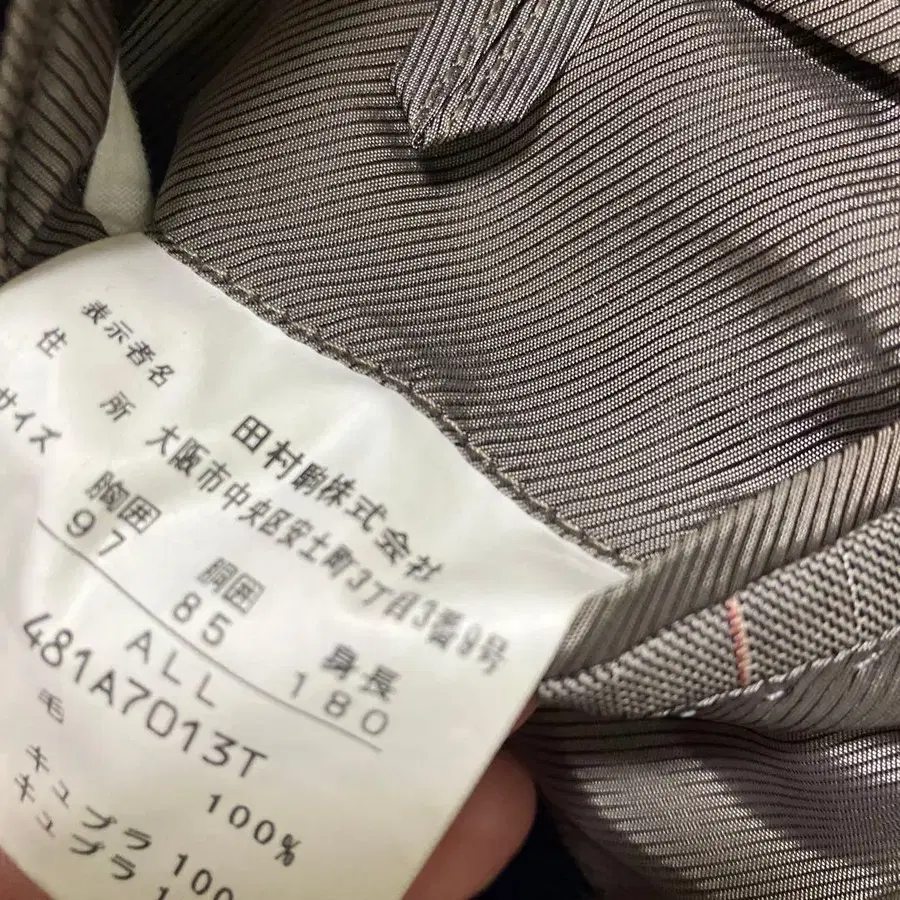 表示者名 田村駒株式会社
住所 大阪市中央区安土町3丁目3番9号
サイズ 胸囲 胴囲 身長
97 85 180
ALL
481A7013T
毛 100%
キュプラ 100
キュプラ 1